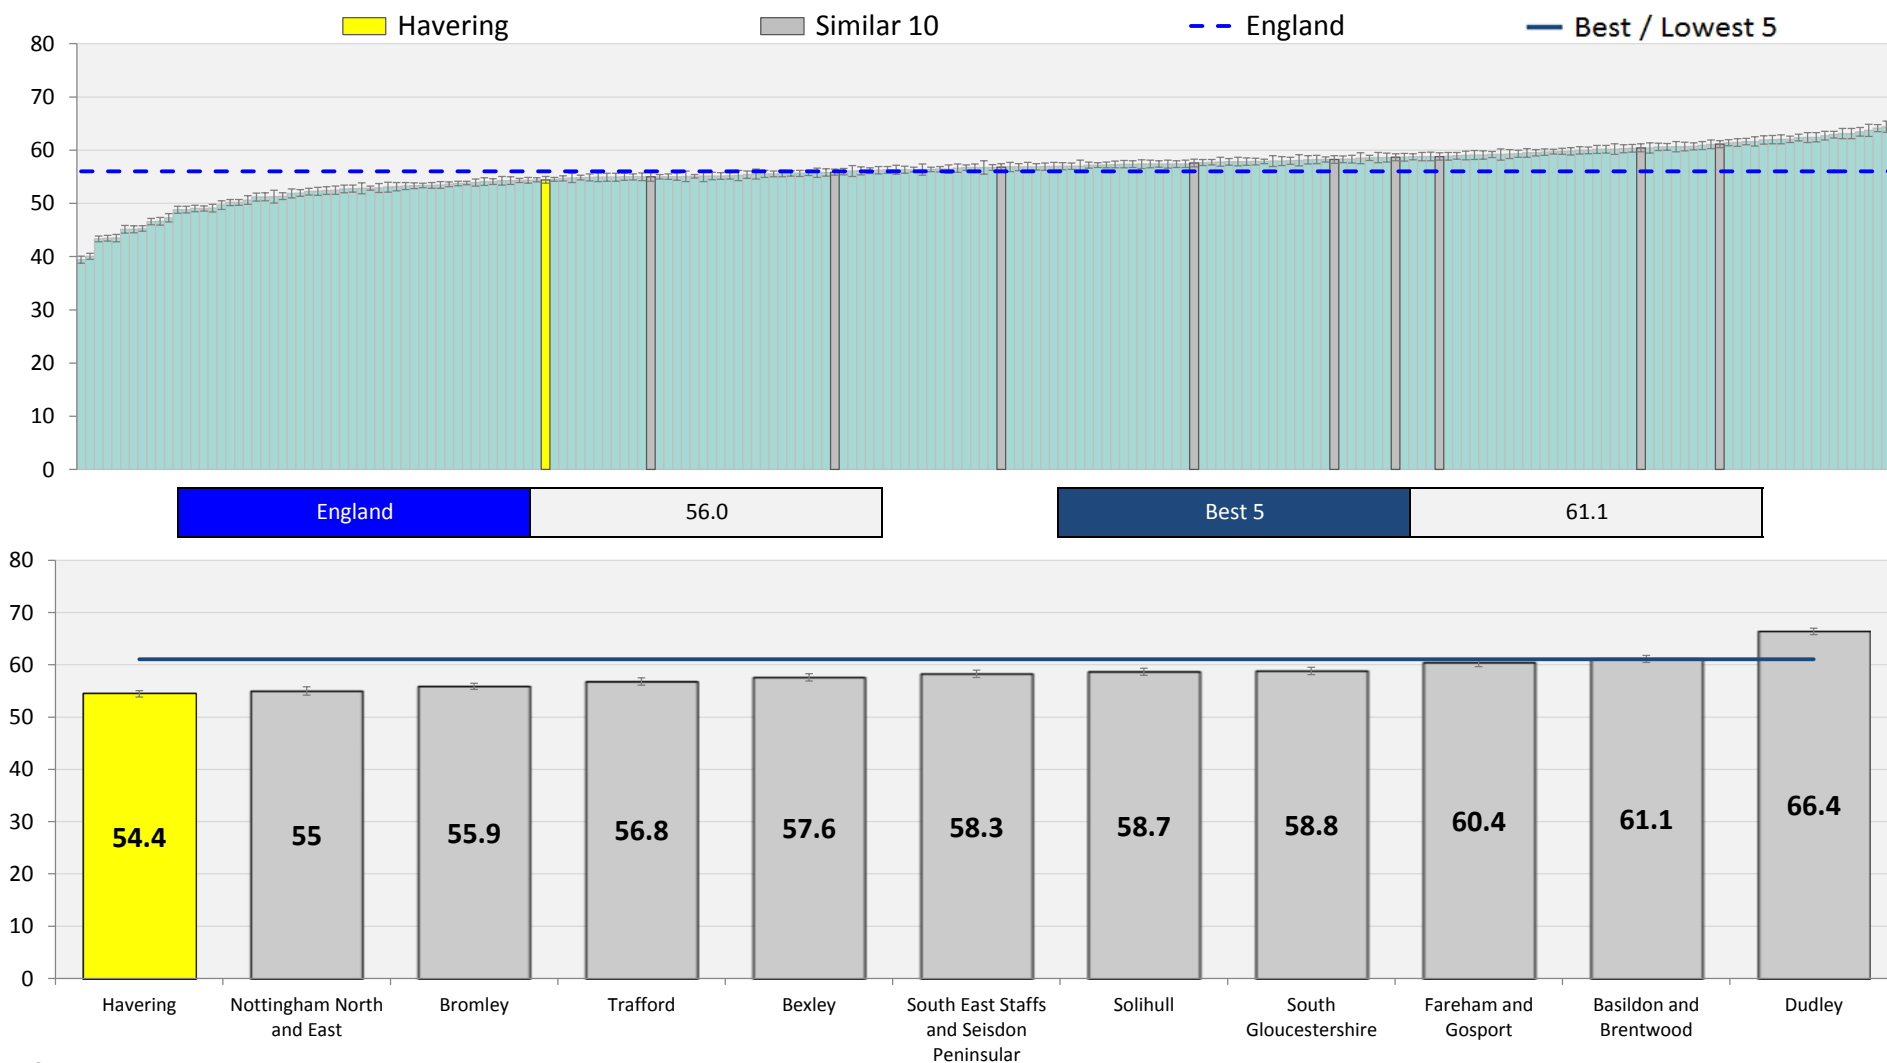 Havering
Similar 10
England
Best / Lowest 5
80
70
60
50
40
30
20
10
0
England 56.0
Best 5 61.1
80
70
60
50
40
30
20
10
0
54.4
55
55.9
56.8
57.6
58.3
58.7
58.8
60.4
61.1
66.4
Havering
Nottingham North
and East
Bromley
Trafford
Bexley
South East Staffs
and Seisdon
Peninsular
Solihull
South
Gloucestershire
Fareham and
Gosport
Basildon and
Brentwood
Dudley